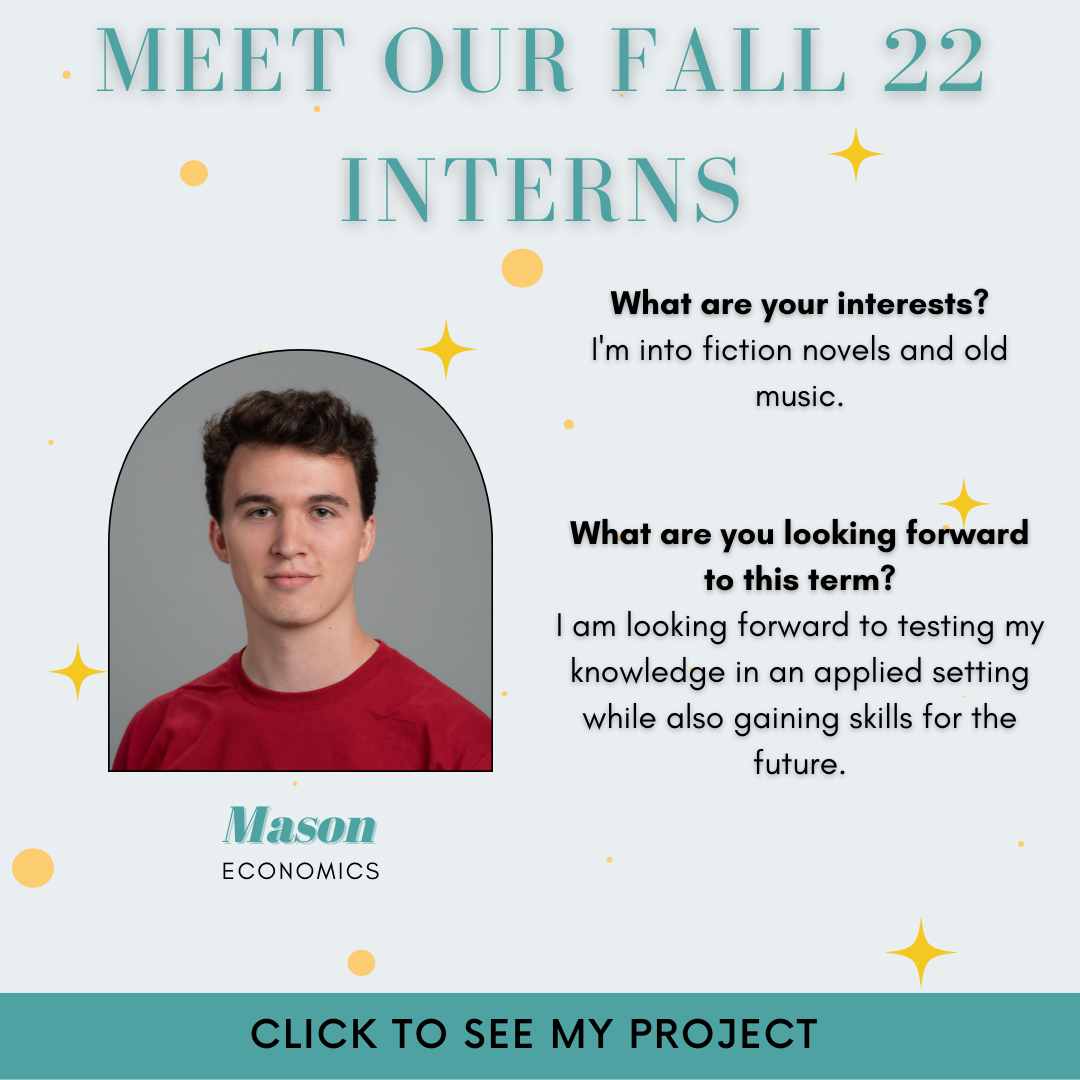 MEET OUR FALL 22
INTERNS
What are your interests?
I'm into fiction novels and old
music.
What are you looking forward
to this term?
I am looking forward to testing my
knowledge in an applied setting
while also gaining skills for the
future.
Mason
ECONOMICS
CLICK TO SEE MY PROJECT